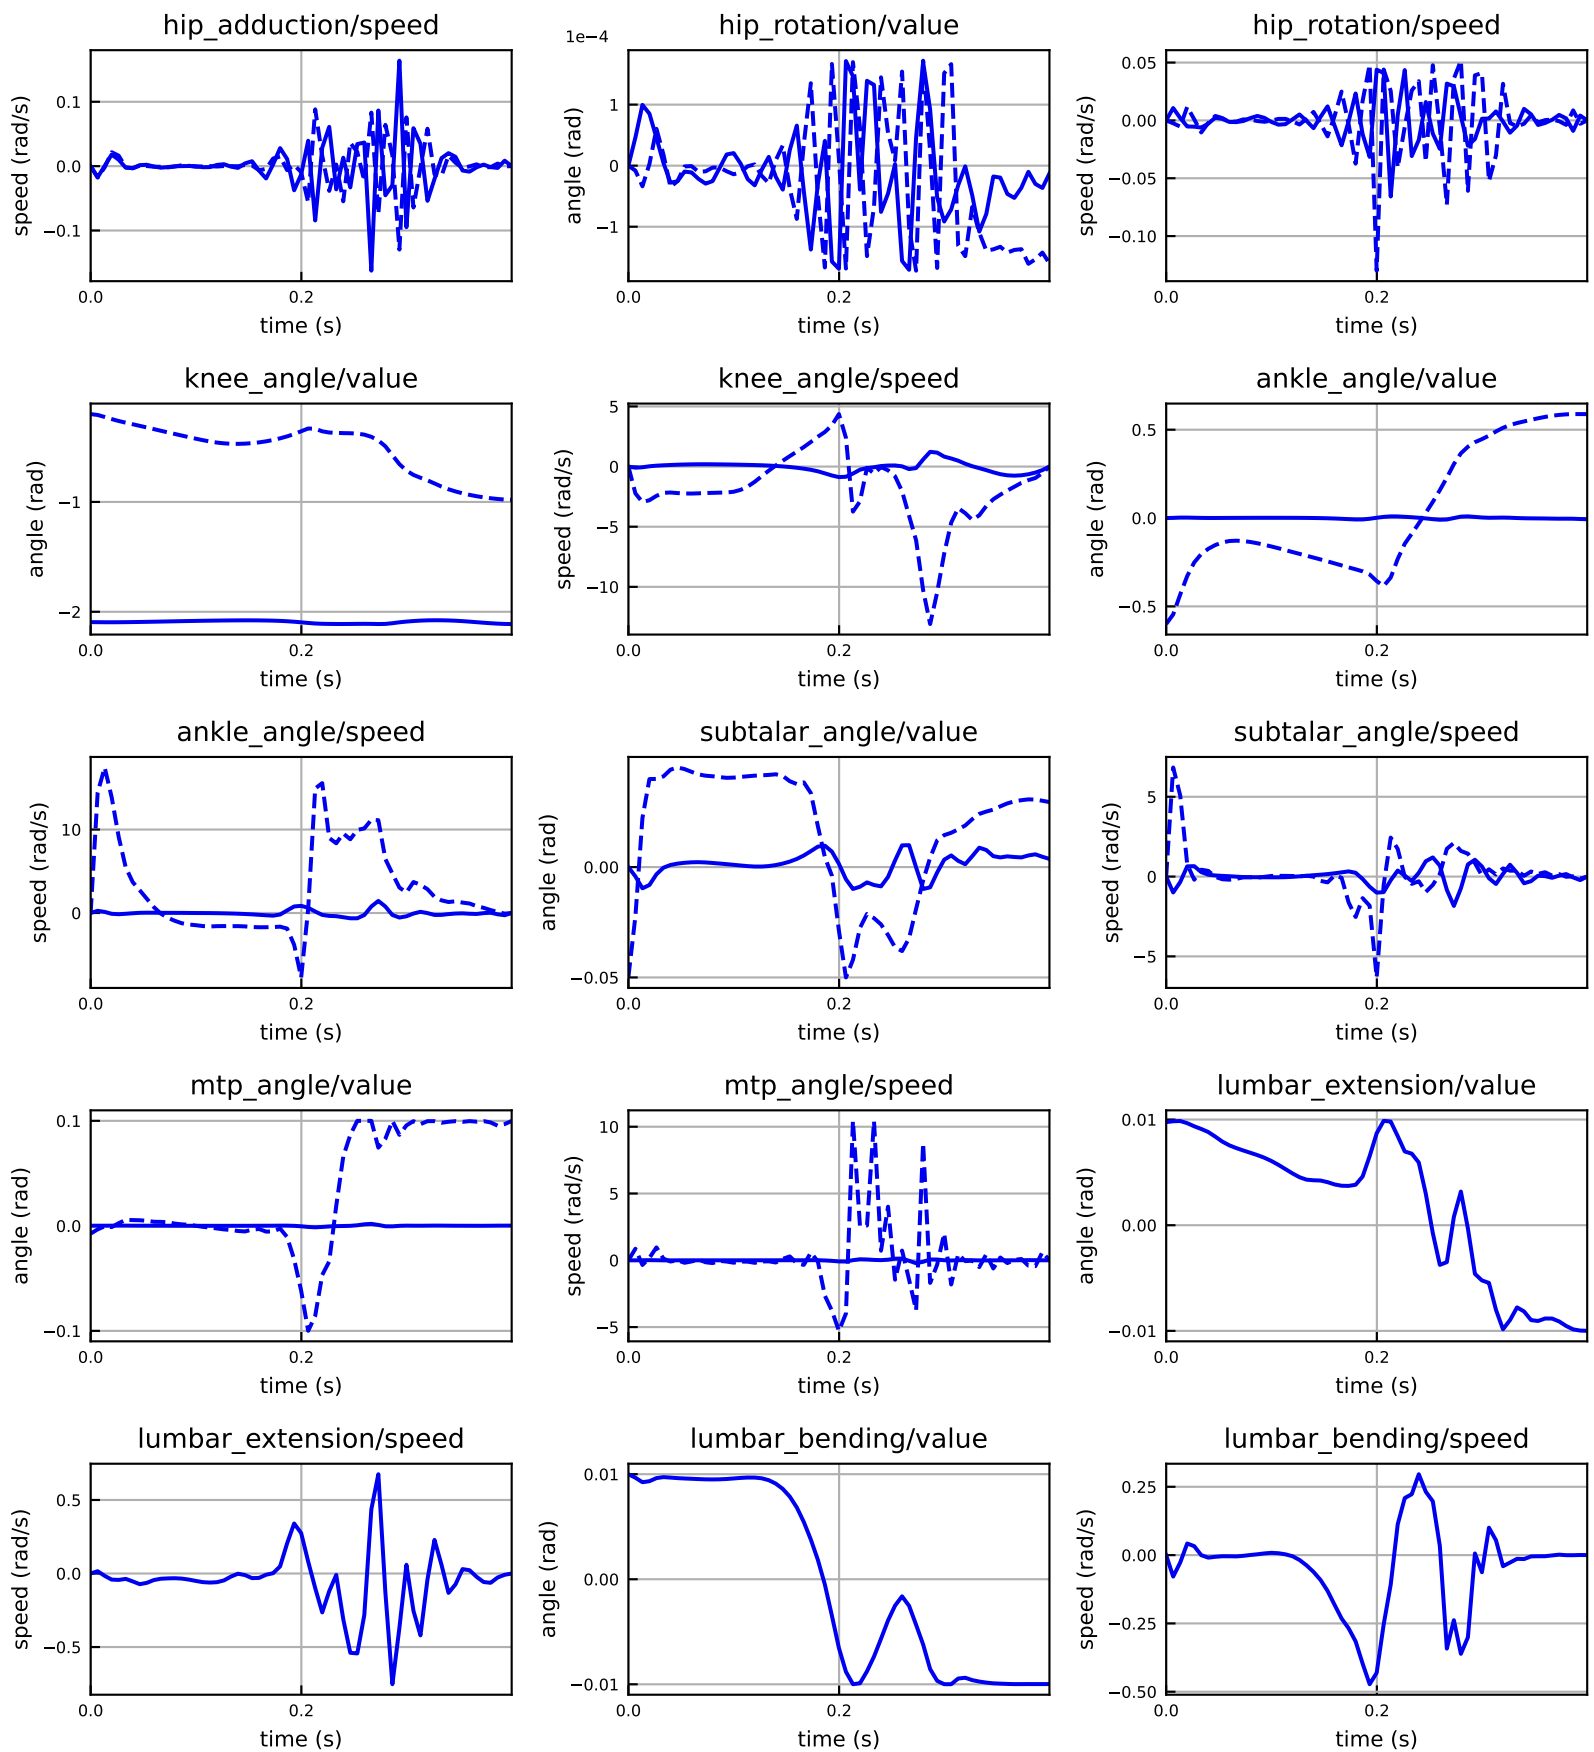 hip_adduction/speed
speed (rad/s)
0.1
0.0
−0.1
0.0
0.2
time (s)
hip_rotation/value
1e−4
angle (rad)
1
0
−1
0.0
0.2
time (s)
hip_rotation/speed
speed (rad/s)
0.05
0.00
−0.05
−0.10
0.0
0.2
time (s)
knee_angle/value
angle (rad)
−1
−2
0.0
0.2
time (s)
knee_angle/speed
speed (rad/s)
5
0
−5
−10
0.0
0.2
time (s)
ankle_angle/value
angle (rad)
0.5
0.0
−0.5
0.0
0.2
time (s)
ankle_angle/speed
speed (rad/s)
10
0
0.0
0.2
time (s)
subtalar_angle/value
angle (rad)
0.00
−0.05
0.0
0.2
time (s)
subtalar_angle/speed
speed (rad/s)
5
0
−5
0.0
0.2
time (s)
mtp_angle/value
angle (rad)
0.1
0.0
−0.1
0.0
0.2
time (s)
mtp_angle/speed
speed (rad/s)
10
5
0
−5
0.0
0.2
time (s)
lumbar_extension/value
angle (rad)
0.01
0.00
−0.01
0.0
0.2
time (s)
lumbar_extension/speed
speed (rad/s)
0.5
0.0
−0.5
0.0
0.2
time (s)
lumbar_bending/value
angle (rad)
0.01
0.00
−0.01
0.0
0.2
time (s)
lumbar_bending/speed
speed (rad/s)
0.25
0.00
−0.25
−0.50
0.0
0.2
time (s)